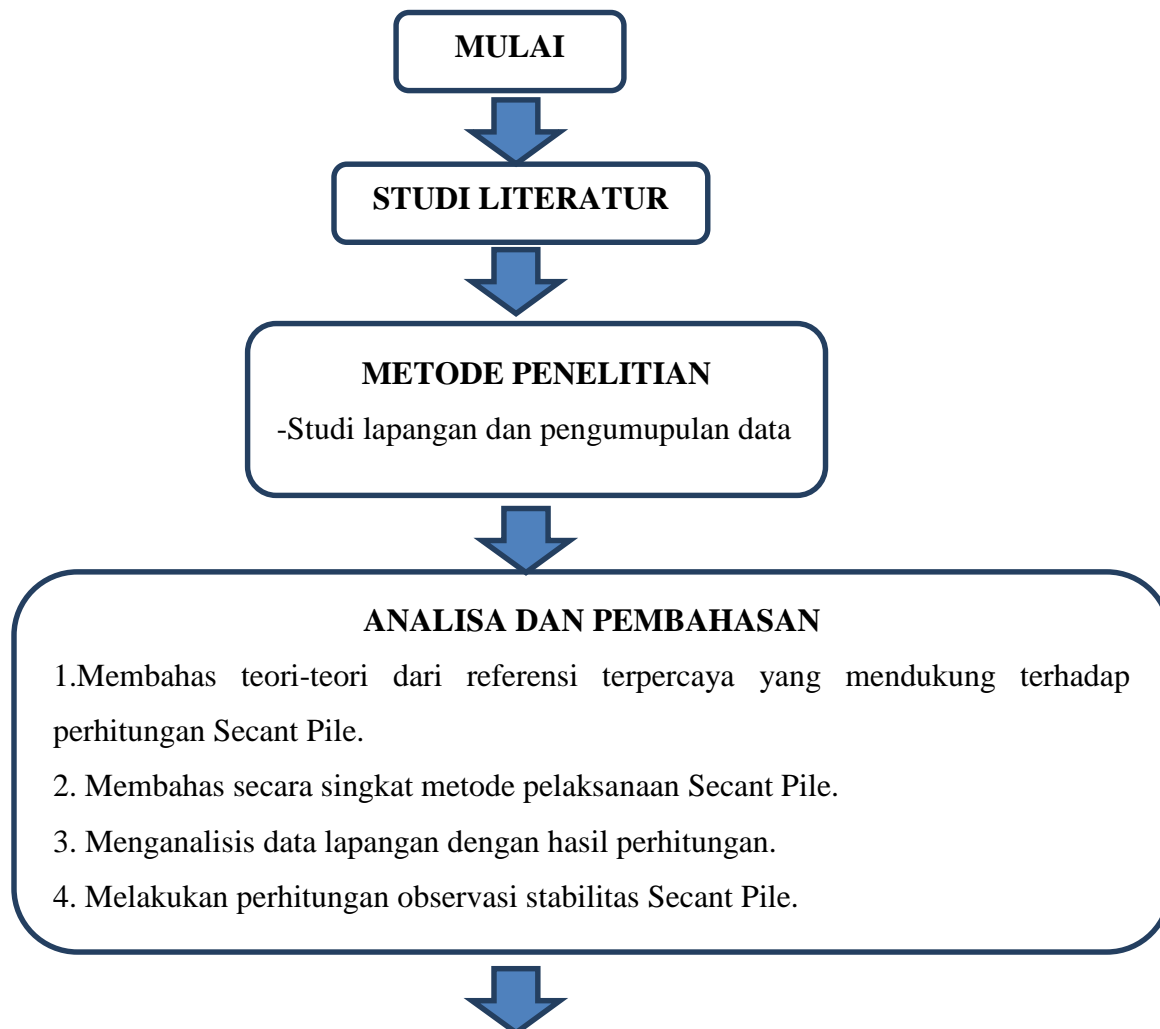 MULAI
STUDI LITERATUR
METODE PENELITIAN
-Studi lapangan dan pengumupulan data
ANALISA DAN PEMBAHASAN
1.Membahas teori-teori dari referensi terpercaya yang mendukung terhadap
perhitungan Secant Pile.
2. Membahas secara singkat metode pelaksanaan Secant Pile.
3. Menganalisis data lapangan dengan hasil perhitungan.
4. Melakukan perhitungan observasi stabilitas Secant Pile.